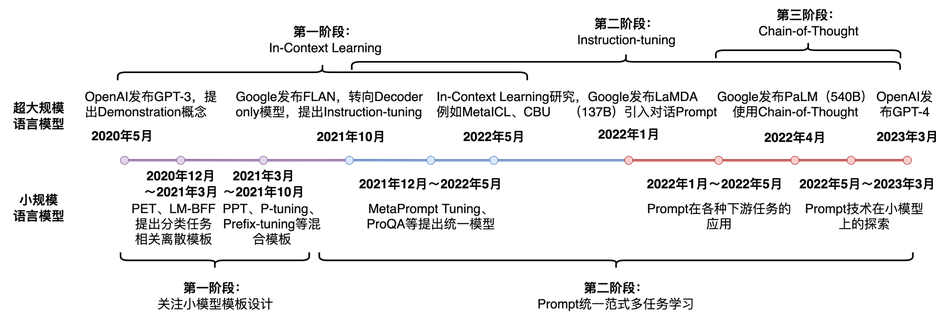 第一阶段：
In-Context Learning
第二阶段：
Instruction-tuning
第三阶段：
Chain-of-Thought
超大规模
语言模型
OpenAI发布GPT-3，提
出Demonstration概念
2020年5月
Google发布FLAN，转向Decoder
only模型，提出Instruction-tuning
2021年10月
In-Context Learning研究，
例如MetaICL、CBU
2022年5月
Google发布LaMDA
（137B）引入对话Prompt
2022年1月
Google发布PaLM（540B）
使用Chain-of-Thought
2022年4月
OpenAI发
布GPT-4
2023年3月
小规模
语言模型
2020年12月
～2021年3月
PET、LM-BFF
提出分类任务
相关离散模板
2021年3月
～2021年10月
PPT、P-tuning、
Prefix-tuning等混
合模板
2021年12月～2022年5月
MetaPrompt Tuning、
ProQA等提出统一模型
2022年1月～2022年5月
Prompt在各种下游任务的
应用
2022年5月～2023年3月
Prompt技术在小模型
上的探索
第一阶段：
关注小模型模板设计
第二阶段：
Prompt统一范式多任务学习